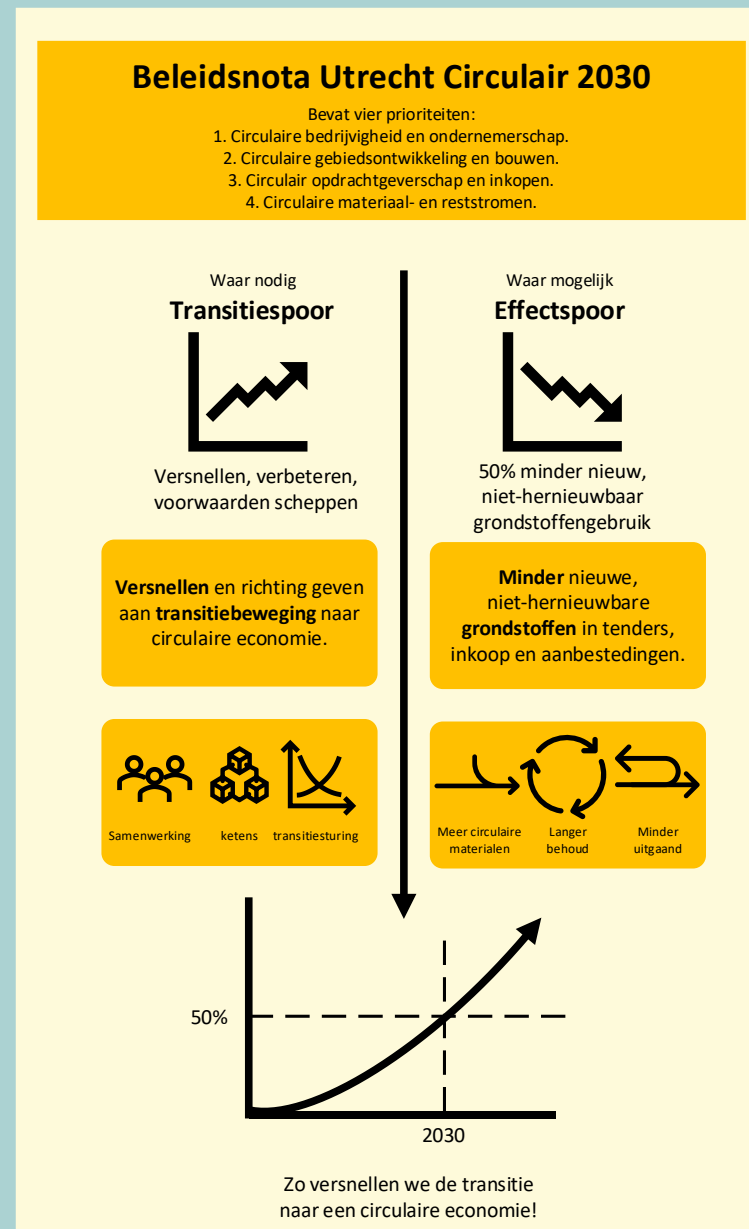 Beleidsnota Utrecht Circulair 2030
Bevat vier prioriteiten:
1. Circulaire bedrijvigheid en ondernemerschap.
2. Circulaire gebiedsontwikkeling en bouwen.
3. Circulair opdrachtgeverschap en inkopen.
4. Circulaire materiaal- en reststromen.
Waar nodig
Transitiespoor
Versnellen, verbeteren,
voorwaarden scheppen
Versnellen en richting geven
aan transitiebeweging naar
circulaire economie.
Samenwerking
ketens
transitiesturing
Waar mogelijk
Effectspoor
50% minder nieuw,
niet-hernieuwbaar
grondstoffengebruik
Minder nieuwe,
niet-hernieuwbare
grondstoffen in tenders,
inkoop en aanbestedingen.
Meer circulaire
materialen
Langer
behoud
Minder
uitgaand
50%
2030
Zo versnellen we de transitie
naar een circulaire economie!